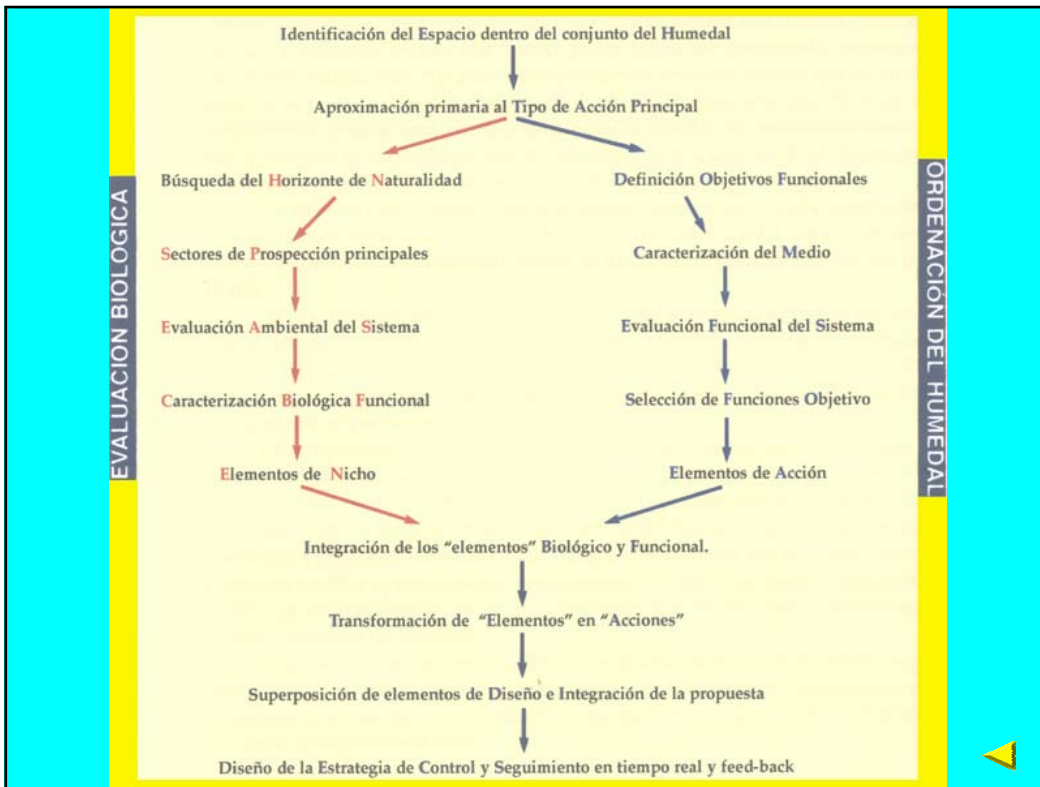 Identificación del Espacio dentro del conjunto del Humedal
Aproximación primaria al Tipo de Acción Principal
EVALUACION BIOLOGICA
Búsqueda del Horizonte de Naturalidad
Sectores de Prospección principales
Evaluación Ambiental del Sistema
Caracterización Biológica Funcional
Elementos de Nicho
Definición Objetivos Funcionales
Caracterización del Medio
Evaluación Funcional del Sistema
Selección de Funciones Objetivo
Elementos de Acción
ORDENACIÓN DEL HUMEDAL
Integración de los “elementos” Biológico y Funcional.
Transformación de “Elementos” en “Acciones”
Superposición de elementos de Diseño e Integración de la propuesta
Diseño de la Estrategia de Control y Seguimiento en tiempo real y feed-back